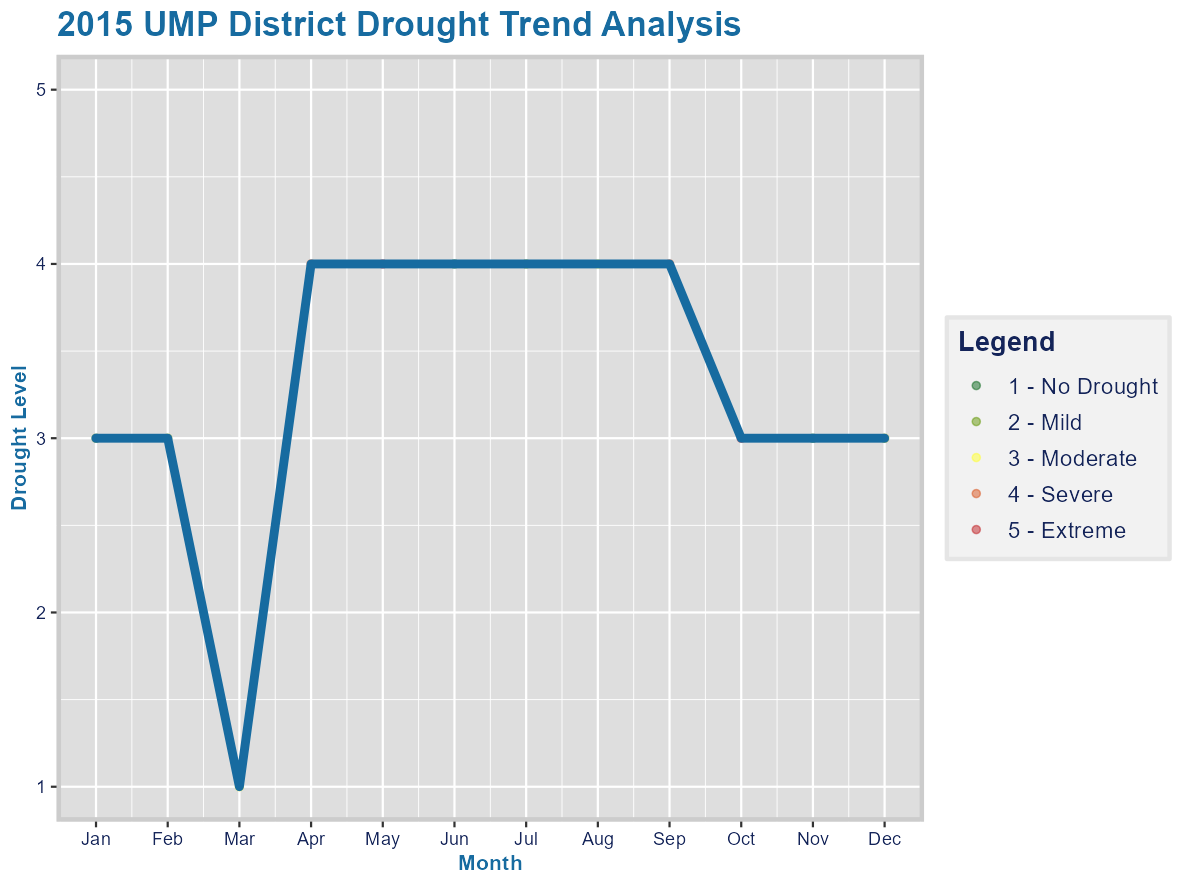 2015 UMP District Drought Trend Analysis
5
4
3
2
1
Drought Level
Jan Feb Mar Apr May Jun Jul Aug Sep Oct Nov Dec
Month
Legend
1 - No Drought
2 - Mild
3 - Moderate
4 - Severe
5 - Extreme